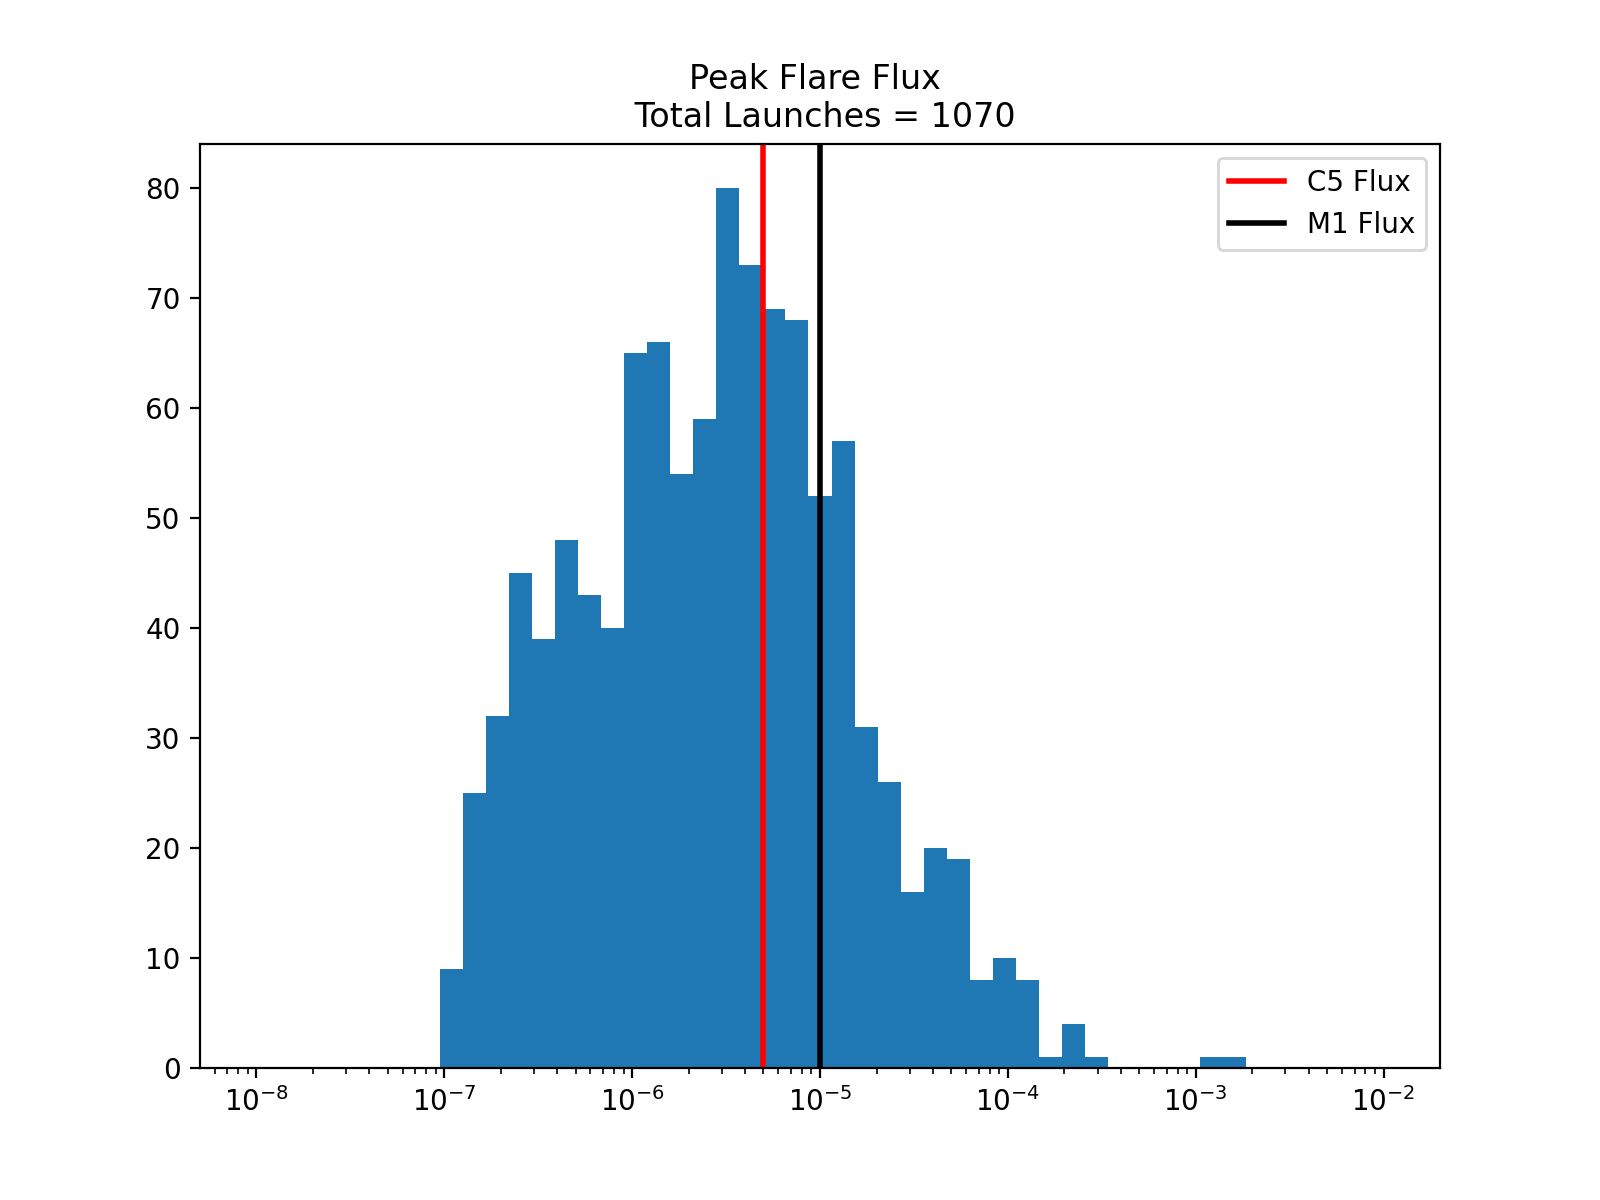 Peak Flare Flux
Total Launches = 1070
C5 Flux
M1 Flux
80
70
60
50
40
30
20
10
0
10⁻⁸ 10⁻⁷ 10⁻⁶ 10⁻⁵ 10⁻⁴ 10⁻³ 10⁻²